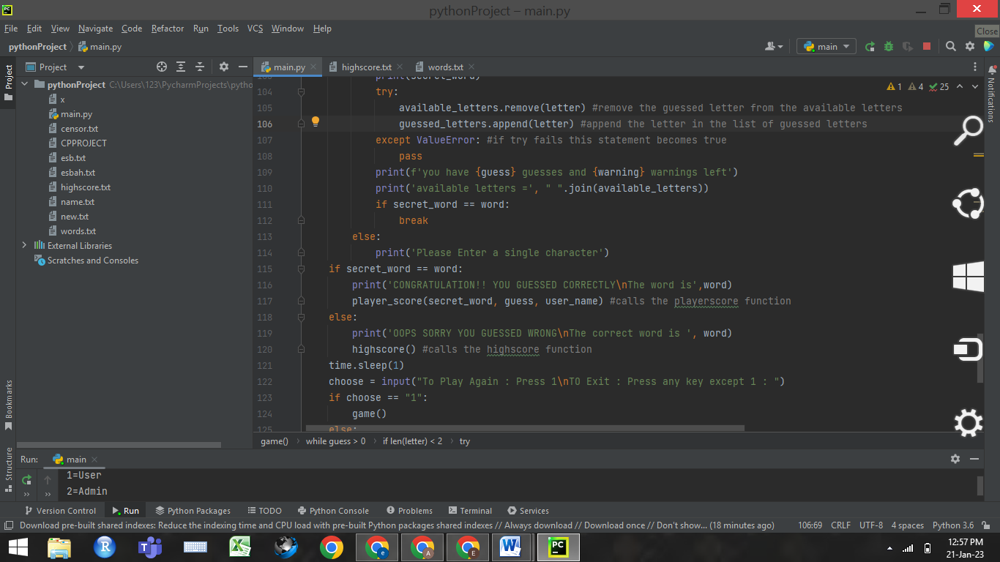 pythonProject – main.py
File Edit View Navigate Code Refactor Run Tools VCS Window Help
Close
pythonProject main.py
main
Project
main.py highscore.txt words.txt
Project
Notifications
pythonProject C:\Users\123\PycharmProjects\pytho
x
main.py
censor.txt
CPPROJECT
esb.txt
esbah.txt
highscore.txt
name.txt
new.txt
words.txt
External Libraries
Scratches and Consoles
1 4 25
103 print(secret_word)
104 try:
105 available_letters.remove(letter) #remove the guessed letter from the available letters
106 guessed_letters.append(letter) #append the letter in the list of guessed letters
107 except ValueError: #if try fails this statement becomes true
108 pass
109 print(f'you have {guess} guesses and {warning} warnings left')
110 print('available letters =', " ".join(available_letters))
111 if secret_word == word:
112 break
113 else:
114 print('Please Enter a single character')
115 if secret_word == word:
116 print('CONGRATULATION!! YOU GUESSED CORRECTLY\nThe word is',word)
117 player_score(secret_word, guess, user_name) #calls the playerscore function
118 else:
119 print('OOPS SORRY YOU GUESSED WRONG\nThe correct word is ', word)
120 highscore() #calls the highscore function
121 time.sleep(1)
122 choose = input("To Play Again : Press 1\nTO Exit : Press any key except 1 : ")
123 if choose == "1":
124 game()
125 else:
game() while guess > 0 if len(letter) < 2 try
Bookmarks
Structure
Run: main
1=User
2=Admin
Version Control Run Python Packages TODO Python Console Problems Terminal Services
Download pre-built shared indexes: Reduce the indexing time and CPU load with pre-built Python packages shared indexes // Always download // Download once // Don't show... (18 minutes ago)
106:69 CRLF UTF-8 4 spaces Python 3.6
12:57 PM
21-Jan-23